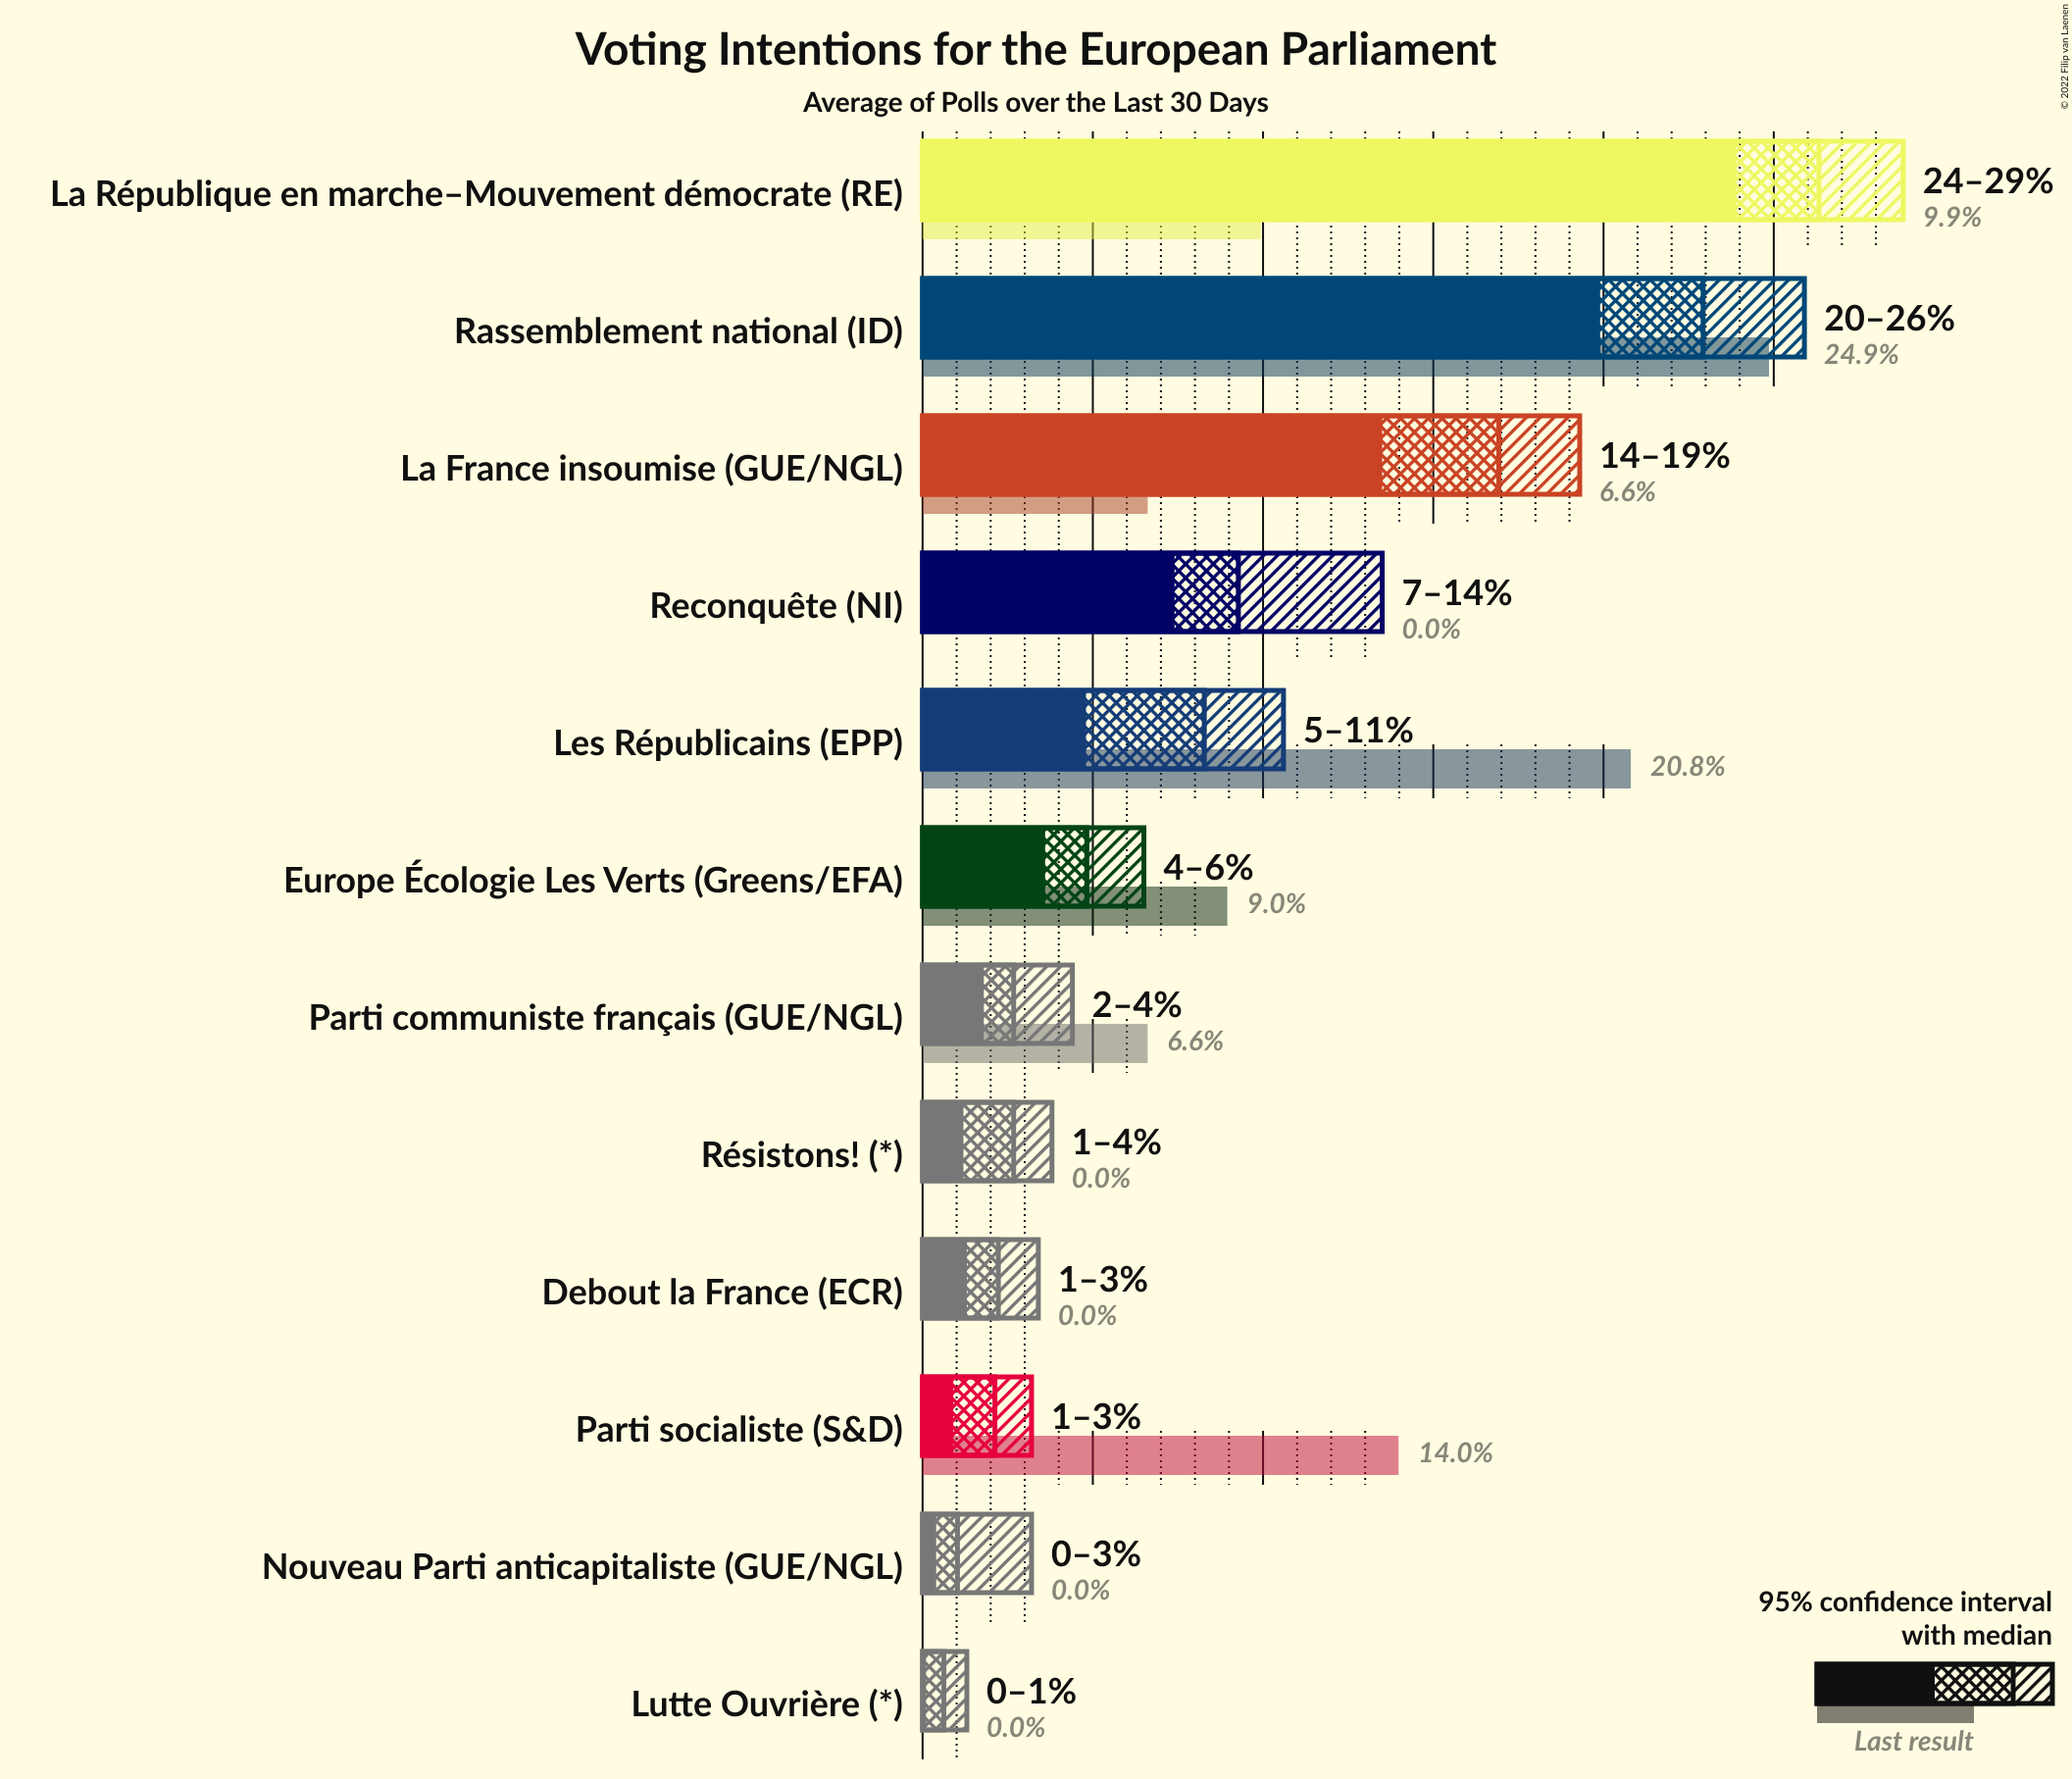 Voting Intentions for the European Parliament
Average of Polls over the Last 30 Days
© 2022 Filip van Laenen
La République en marche–Mouvement démocrate (RE)
24–29%
9.9%
Rassemblement national (ID)
20–26%
24.9%
La France insoumise (GUE/NGL)
14–19%
6.6%
Reconquête (NI)
7–14%
0.0%
Les Républicains (EPP)
5–11%
20.8%
Europe Écologie Les Verts (Greens/EFA)
4–6%
9.0%
Parti communiste français (GUE/NGL)
2–4%
6.6%
Résistons! (*)
1–4%
0.0%
Debout la France (ECR)
1–3%
0.0%
Parti socialiste (S&D)
1–3%
14.0%
Nouveau Parti anticapitaliste (GUE/NGL)
0–3%
0.0%
Lutte Ouvrière (*)
0–1%
0.0%
95% confidence interval
with median
Last result